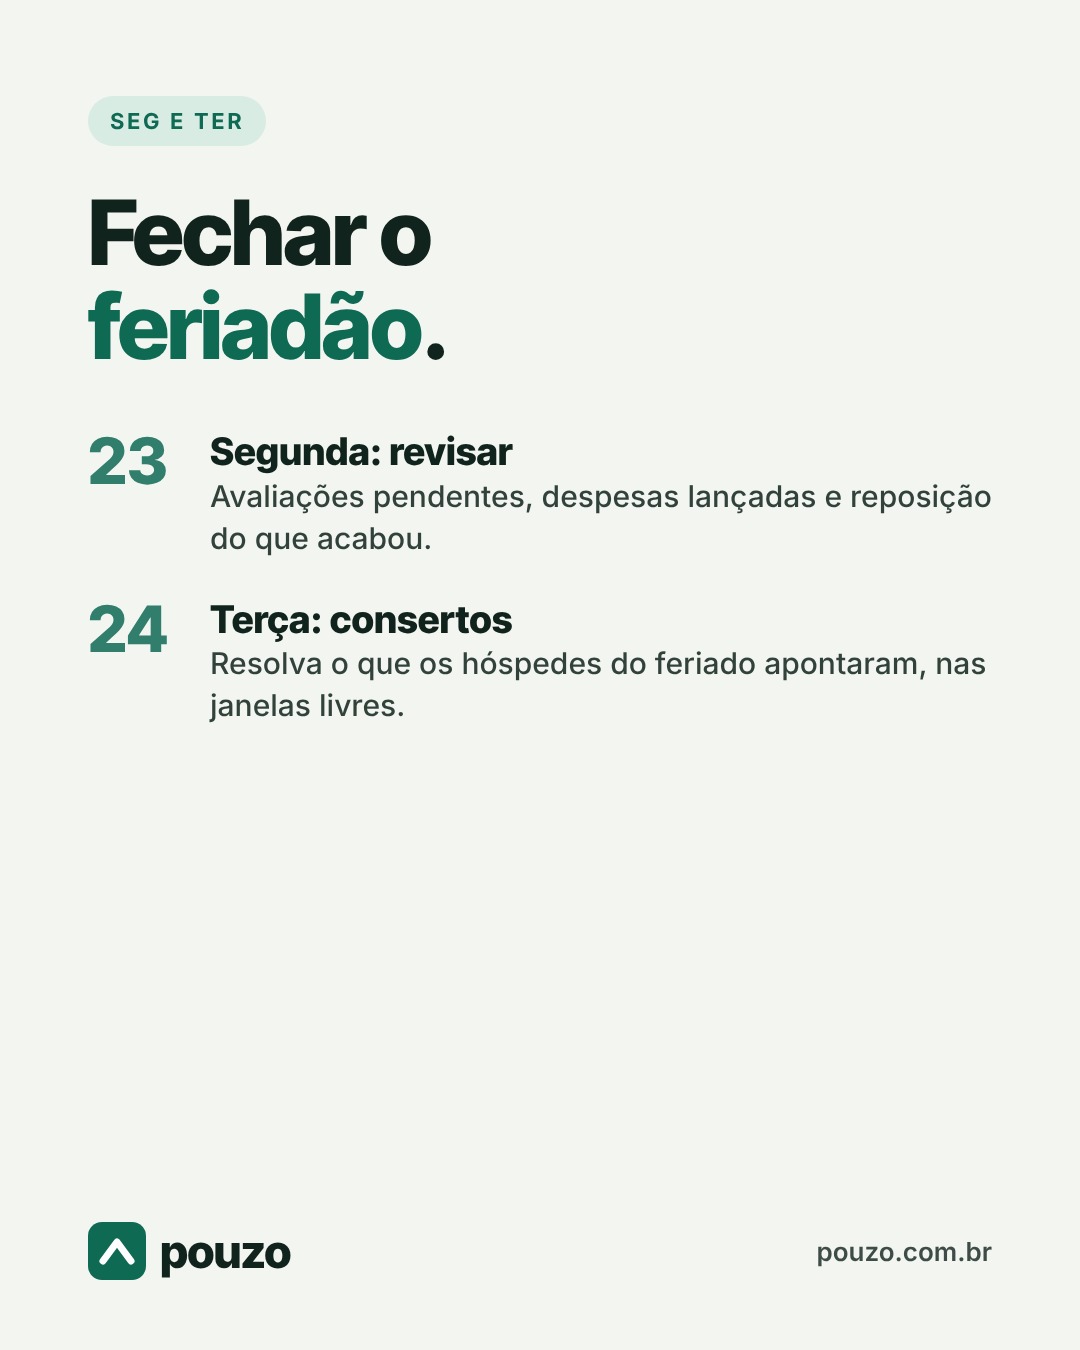 SEG E TER
Fechar o
feriadão.
23
Segunda: revisar
Avaliações pendentes, despesas lançadas e reposição
do que acabou.
24
Terça: consertos
Resolva o que os hóspedes do feriado apontaram, nas
janelas livres.
pouzo
pouzo.com.br